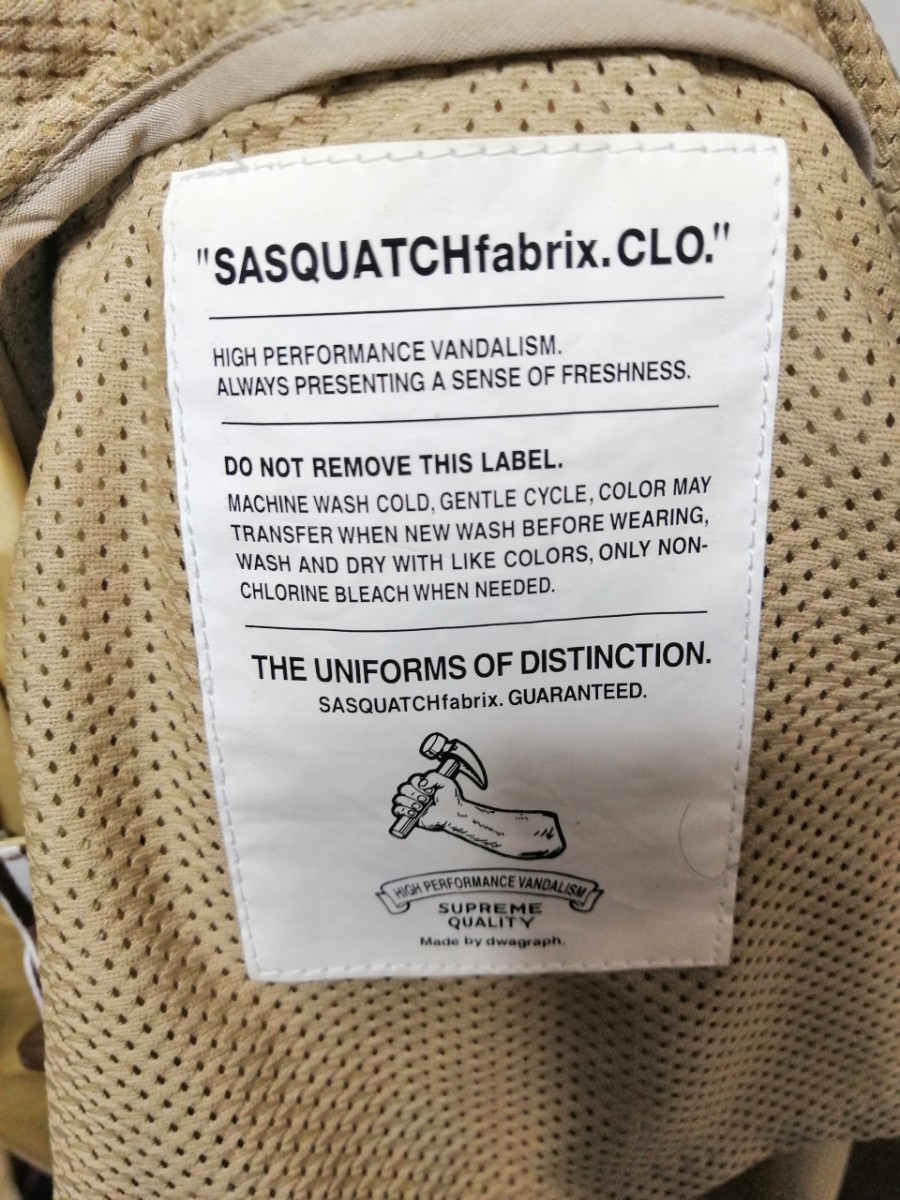 "SASQUATCHfabrix.CLO."
HIGH PERFORMANCE VANDALISM.
ALWAYS PRESENTING A SENSE OF FRESHNESS.
DO NOT REMOVE THIS LABEL.
MACHINE WASH COLD, GENTLE CYCLE, COLOR MAY
TRANSFER WHEN NEW WASH BEFORE WEARING,
WASH AND DRY WITH LIKE COLORS, ONLY NON-
CHLORINE BLEACH WHEN NEEDED.
THE UNIFORMS OF DISTINCTION.
SASQUATCHfabrix. GUARANTEED.
HIGH PERFORMANCE VANDALISM
SUPREME
QUALITY
Made by dwagraph.